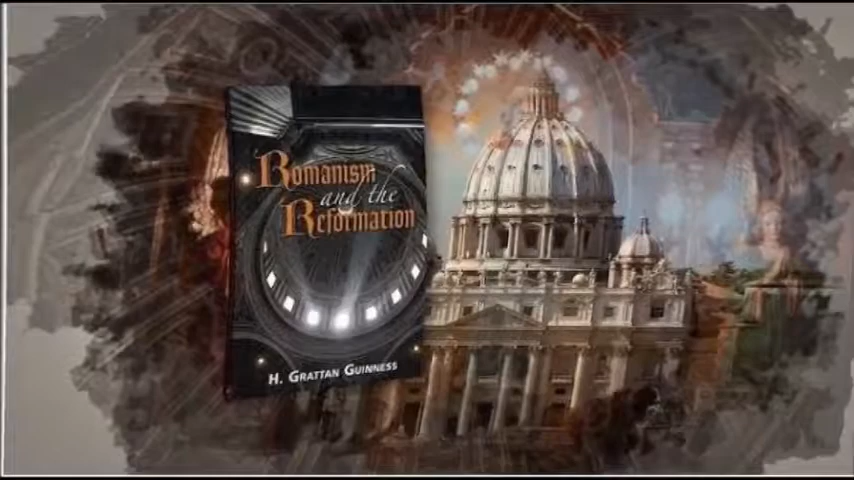 Romanism
and the
Reformation
H. Grattan Guinness